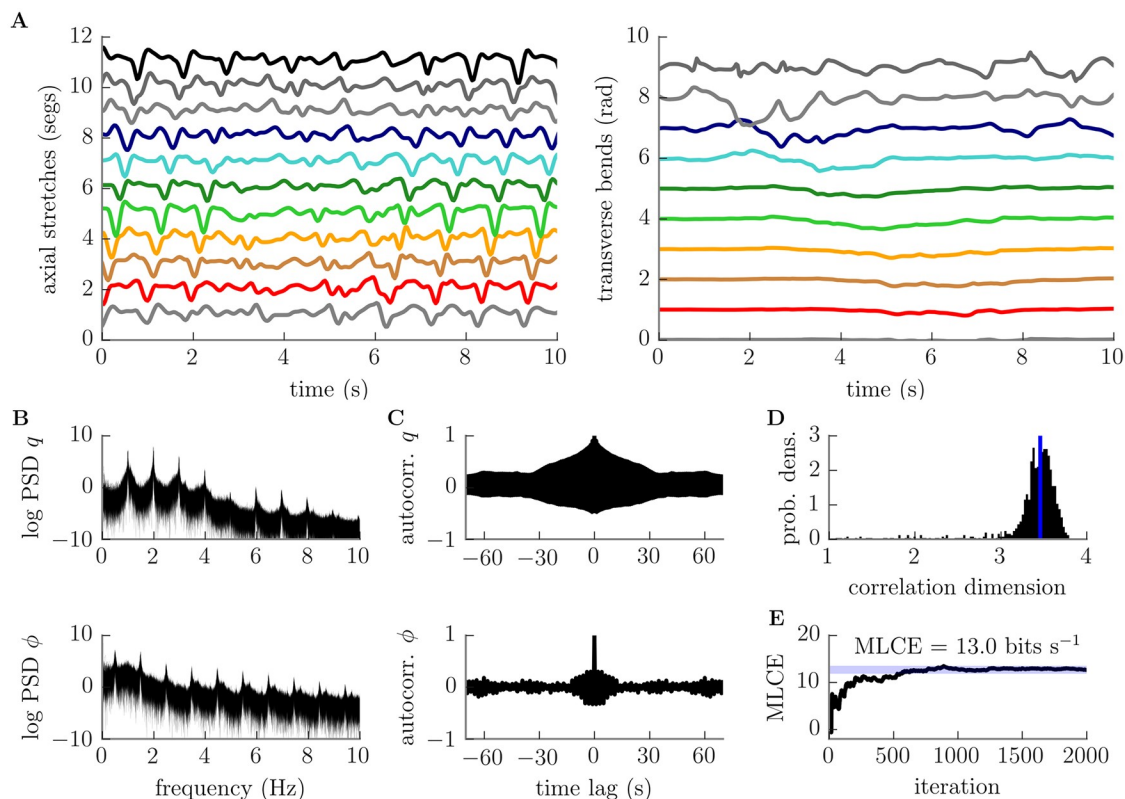 A
axial stretches (segs)
12
10
8
6
4
2
0
0 2 4 6 8 10
time (s)
transverse bends (rad)
10
8
6
4
2
0
0 2 4 6 8 10
time (s)
B
log PSD q
10
0
−10
0 2 4 6 8 10
log PSD ϕ
10
0
−10
0 2 4 6 8 10
frequency (Hz)
C
autocorr. q
1
0
−1
−60 −30 0 30 60
autocorr. ϕ
1
0
−1
−60 −30 0 30 60
time lag (s)
D
prob. dens.
3
2
1
0
1 2 3 4
correlation dimension
E
MLCE
20
10
0
MLCE = 13.0 bits s⁻¹
0 500 1000 1500 2000
iteration